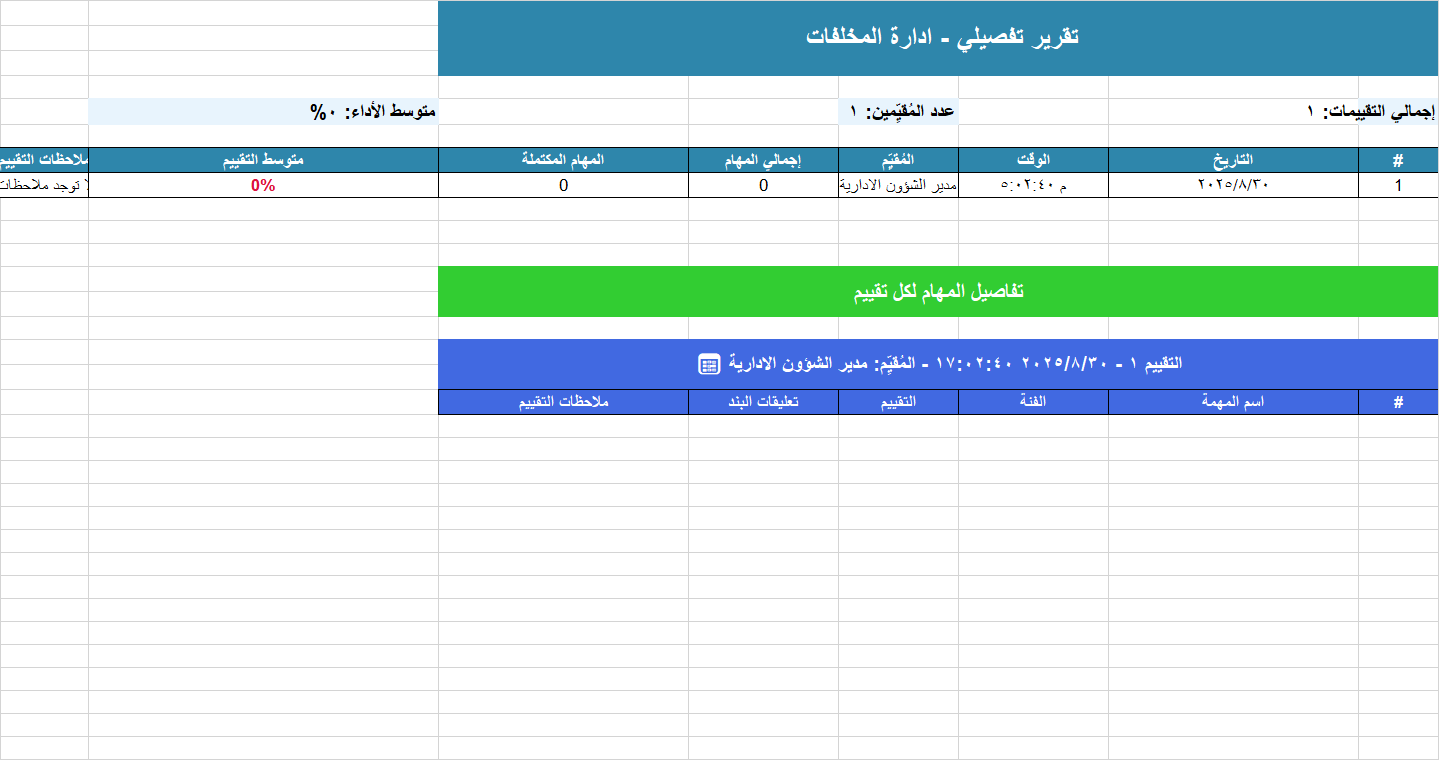 تقرير تفصيلي - ادارة المخلفات
إجمالي التقييمات: ١ عدد المُقيِّمين: ١ متوسط الأداء: ٠%
# التاريخ الوقت المُقيِّم إجمالي المهام المهام المكتملة متوسط التقييم ملاحظات التقييم
1 ٢٠٢٥/٨/٣٠ ٥:٠٢:٤٠ م مدير الشؤون الادارية 0 0 0% لا توجد ملاحظات
تفاصيل المهام لكل تقييم
التقييم ١ - ٢٠٢٥/٨/٣٠ ١٧:٠٢:٤٠ - المُقيِّم: مدير الشؤون الادارية
# اسم المهمة الفئة التقييم تعليقات البند ملاحظات التقييم